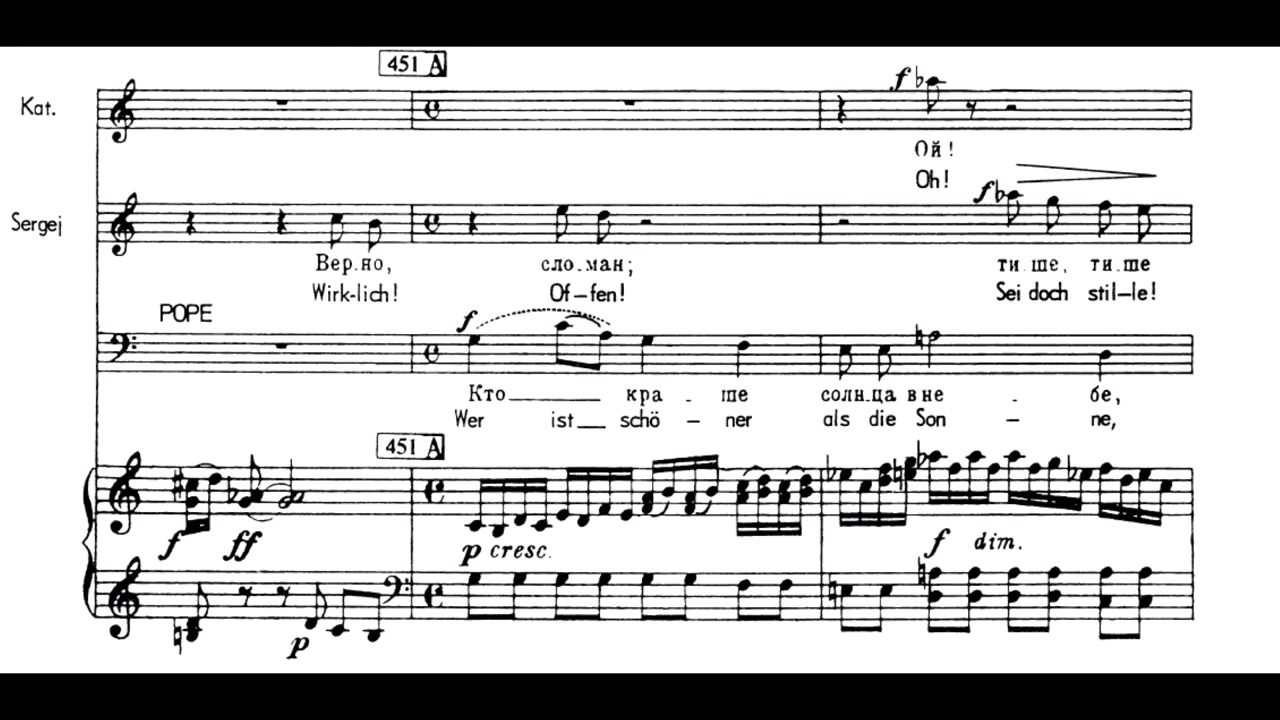 451 A
Kat.
f
Ой!
Oh!
f
Sergej
Вер.но, сло.ман; ти.ше, ти.ше
Wirk-lich! Of-fen! Sei doch stil-le!
POPE
f
Кто кра - ше солн.ца в не - бе,
Wer ist schö - ner als die Son - ne,
451 A
f ff p cresc. f dim.
p